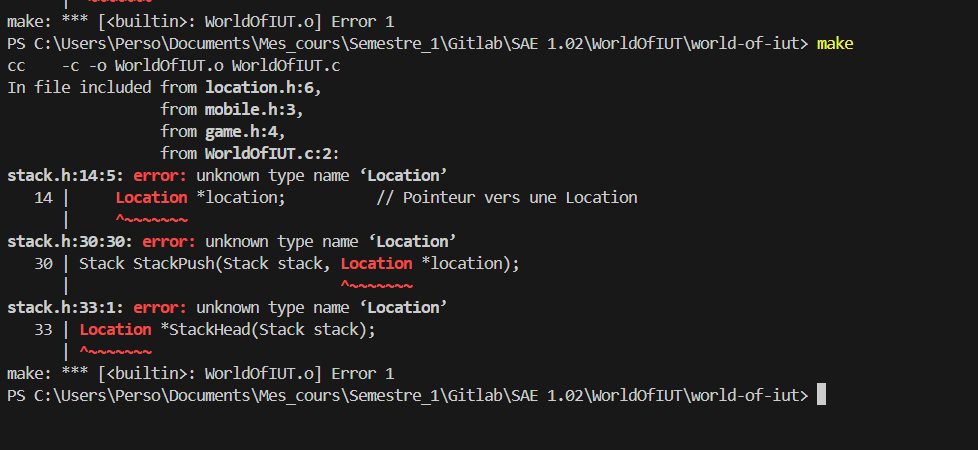 make: *** [<builtin>: WorldOfIUT.o] Error 1
PS C:\Users\Perso\Documents\Mes_cours\Semestre_1\Gitlab\SAE 1.02\WorldOfIUT\world-of-iut> make
cc    -c -o WorldOfIUT.o WorldOfIUT.c
In file included from location.h:6,
                 from mobile.h:3,
                 from game.h:4,
                 from WorldOfIUT.c:2:
stack.h:14:5: error: unknown type name ‘Location’
   14 |     Location *location;          // Pointeur vers une Location
      |     ^~~~~~~~
stack.h:30:30: error: unknown type name ‘Location’
   30 | Stack StackPush(Stack stack, Location *location);
      |                              ^~~~~~~~
stack.h:33:1: error: unknown type name ‘Location’
   33 | Location *StackHead(Stack stack);
      | ^~~~~~~~
make: *** [<builtin>: WorldOfIUT.o] Error 1
PS C:\Users\Perso\Documents\Mes_cours\Semestre_1\Gitlab\SAE 1.02\WorldOfIUT\world-of-iut>